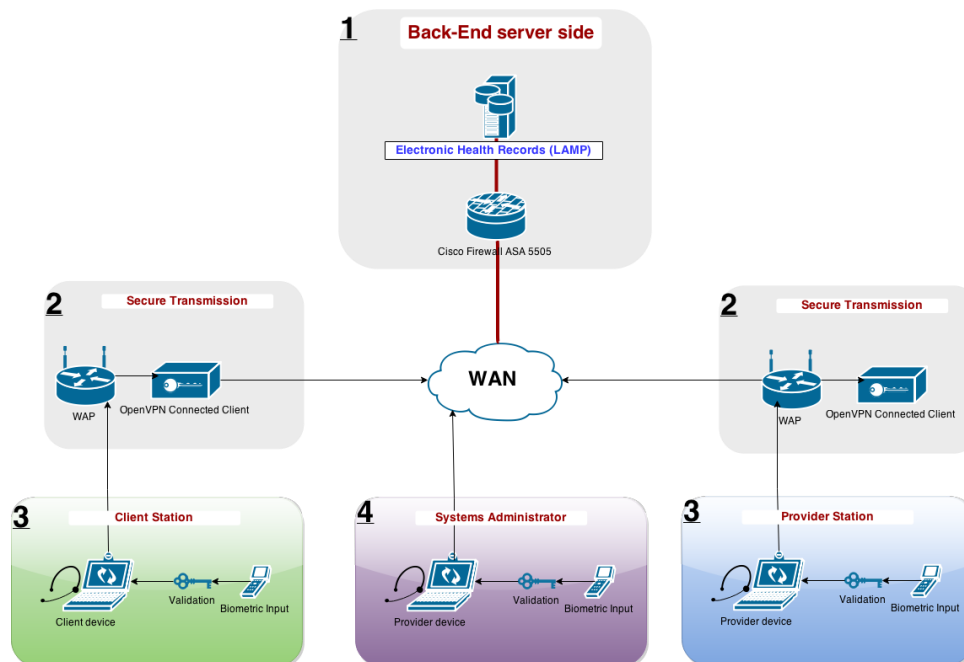 1
Back-End server side
Electronic Health Records (LAMP)
Cisco Firewall ASA 5505
2
Secure Transmission
WAP
OpenVPN Connected Client
WAN
2
Secure Transmission
WAP
OpenVPN Connected Client
3
Client Station
Client device
Validation
Biometric Input
4
Systems Administrator
Provider device
Validation
Biometric Input
3
Provider Station
Provider device
Validation
Biometric Input